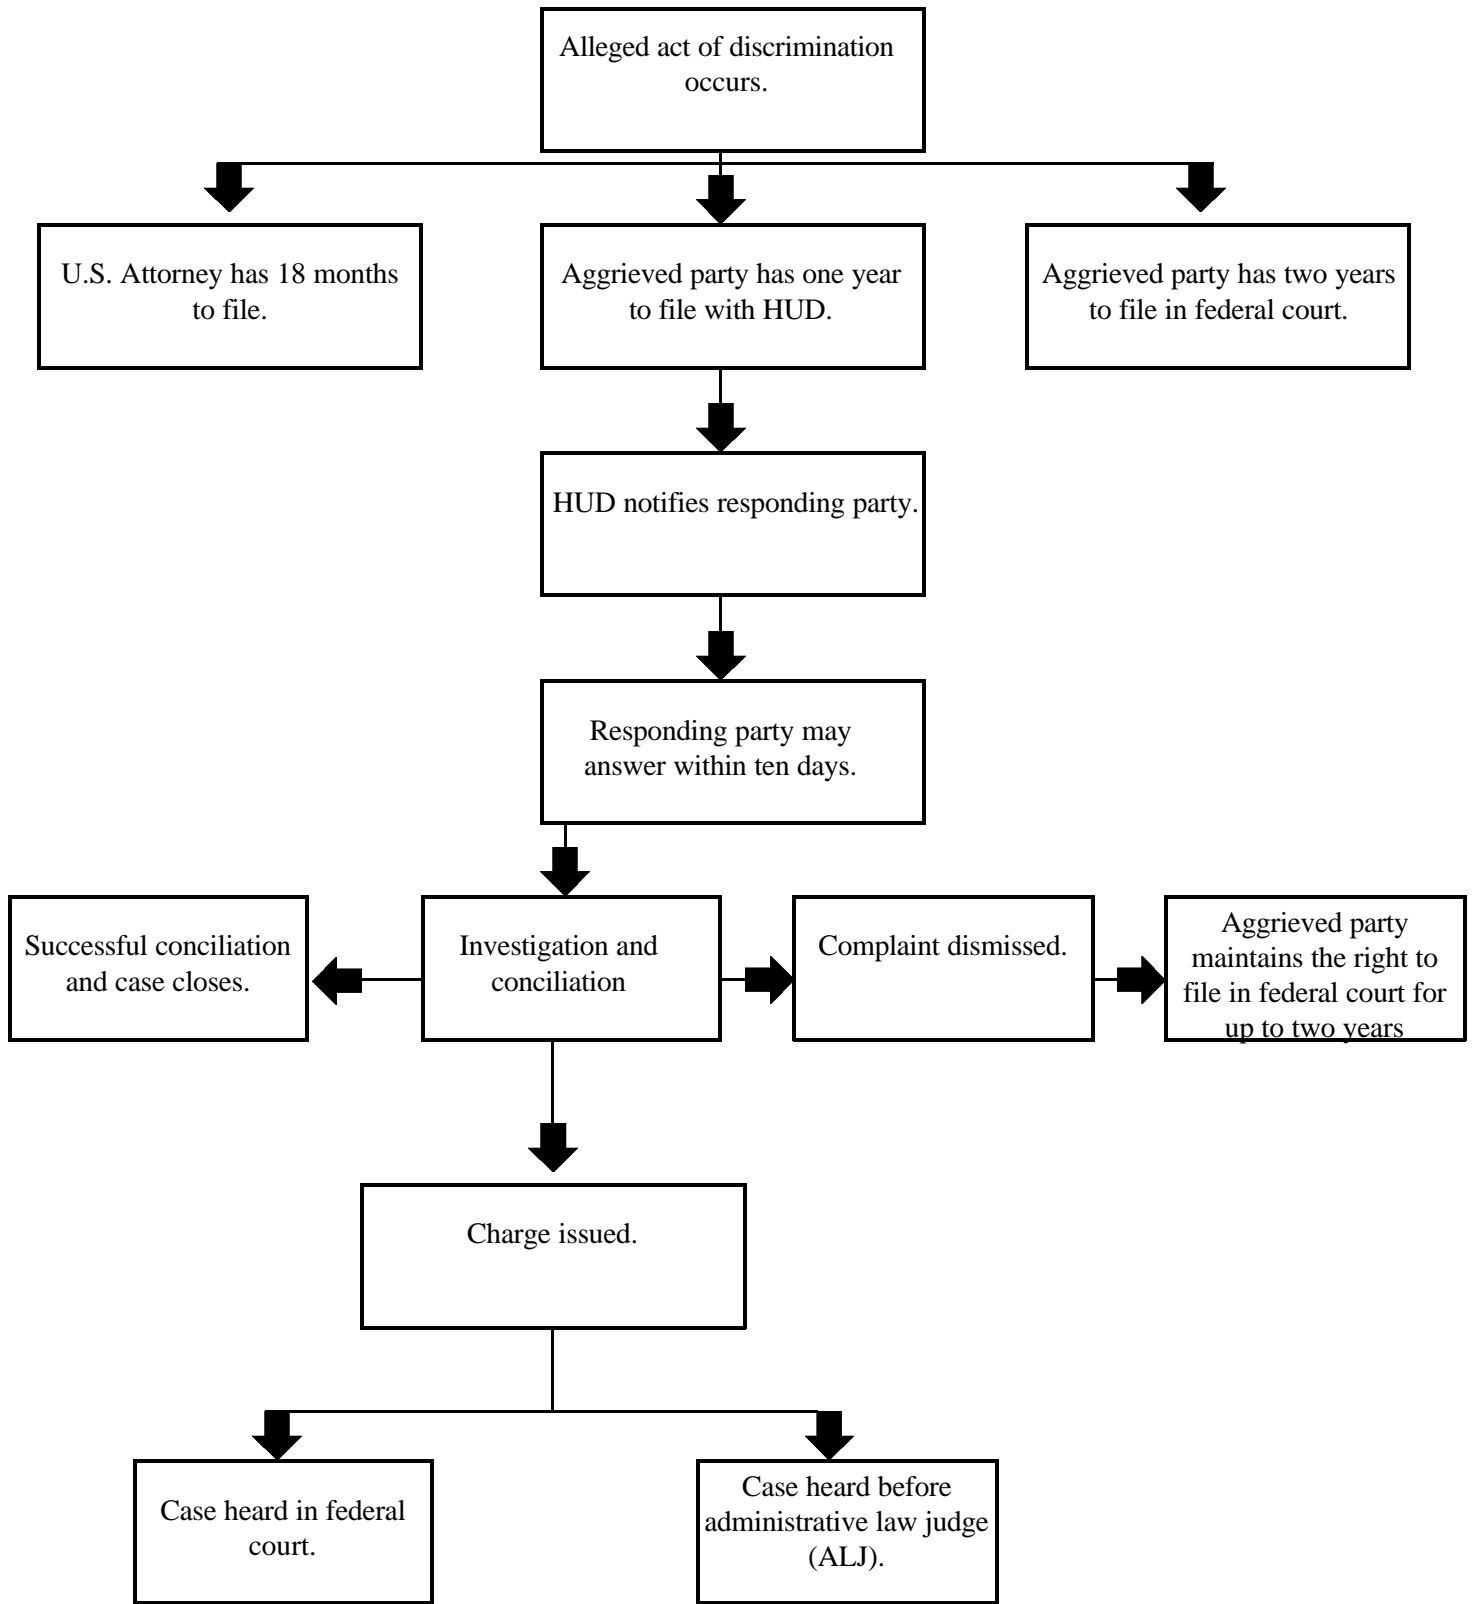 Alleged act of discrimination
occurs.
U.S. Attorney has 18 months
to file.
Aggrieved party has one year
to file with HUD.
Aggrieved party has two years
to file in federal court.
HUD notifies responding party.
Responding party may
answer within ten days.
Successful conciliation
and case closes.
Investigation and
conciliation
Complaint dismissed.
Aggrieved party
maintains the right to
file in federal court for
up to two years
Charge issued.
Case heard in federal
court.
Case heard before
administrative law judge
(ALJ).